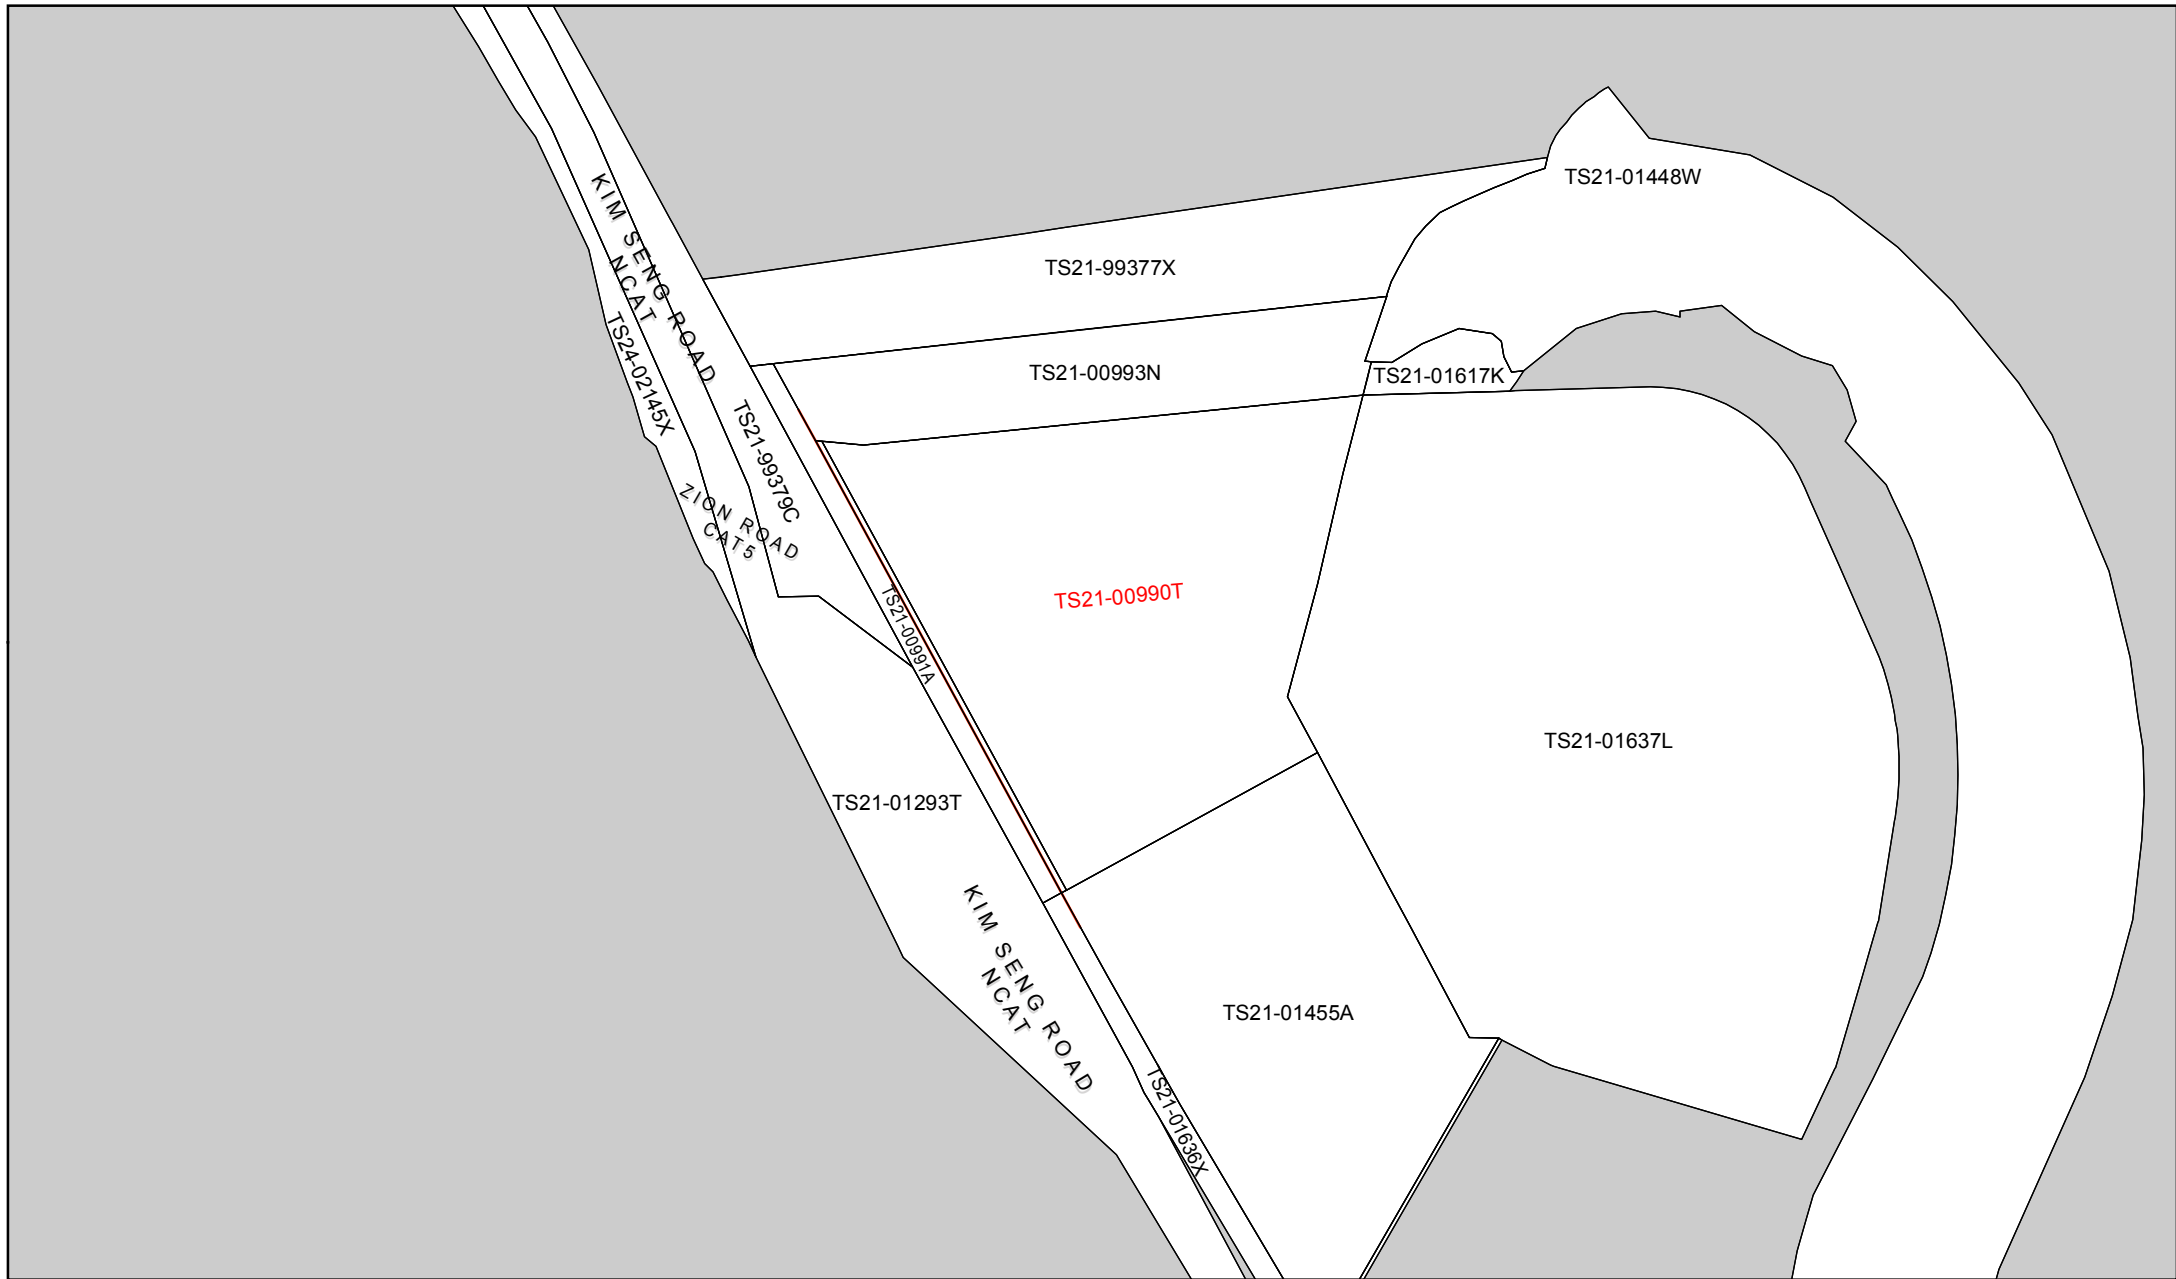 TS21-01448W
KIM SENG ROAD
NCAT
TS21-99377X
TS24-02145X
TS21-00993N
TS21-01617K
TS21-99379C
ZION ROAD
CAT5
TS21-00990T
TS21-00991A
TS21-01637L
TS21-01293T
KIM SENG ROAD
NCAT
TS21-01455A
TS21-01636X